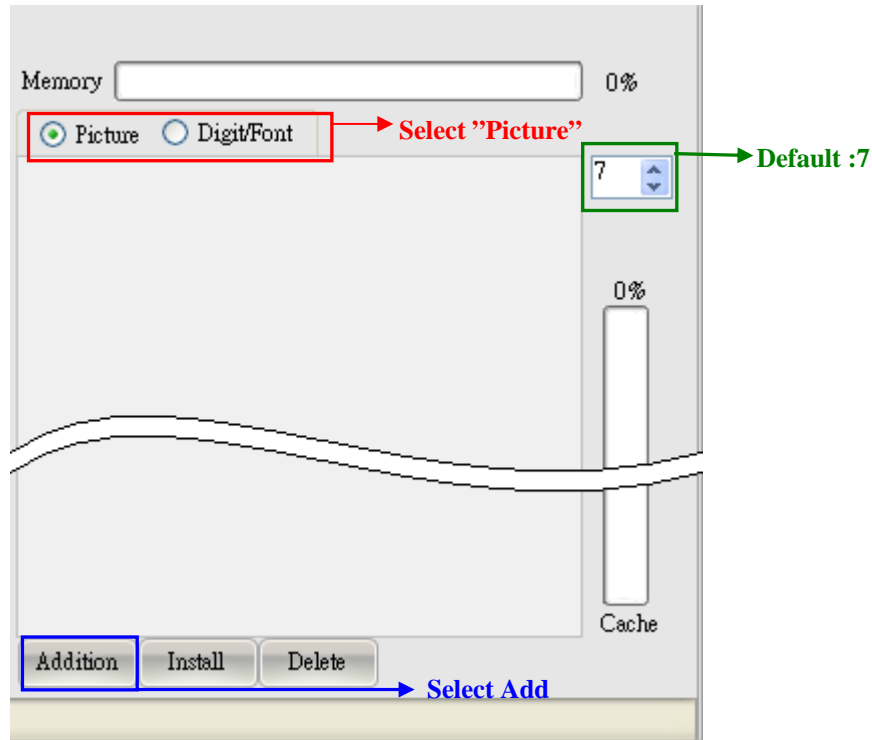 Memory 0%
Picture Digit/Font Select ”Picture”
7 Default :7
0%
Cache
Addition Install Delete
Select Add